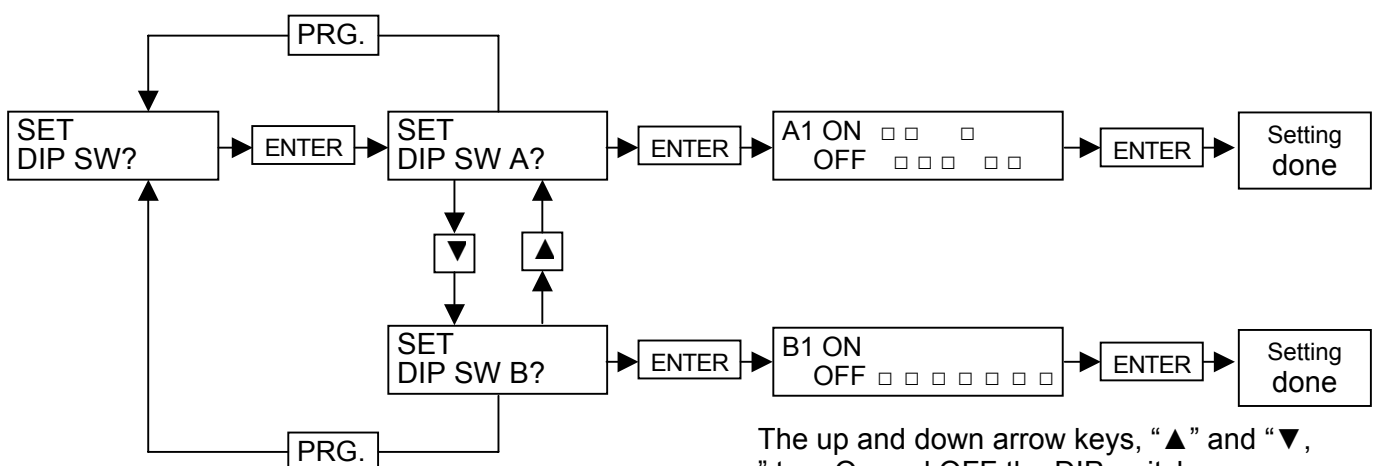 PRG.
SET
DIP SW?
ENTER
SET
DIP SW A?
ENTER
A1 ON □ □ □
OFF □ □ □ □ □
ENTER
Setting
done
▼
▲
SET
DIP SW B?
ENTER
B1 ON
OFF □ □ □ □ □ □ □
ENTER
Setting
done
PRG.
The up and down arrow keys, “▲” and “▼,